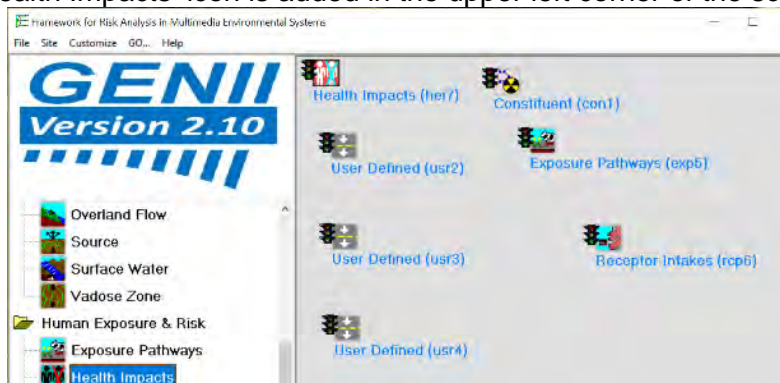 Framework for Risk Analysis in Multimedia Environmental Systems
File Site Customize GO... Help
GENII
Version 2.10
Overland Flow
Source
Surface Water
Vadose Zone
Human Exposure & Risk
Exposure Pathways
Health Impacts
Health Impacts (her7)
Constituent (con1)
User Defined (usr2)
Exposure Pathways (exp5)
User Defined (usr3)
Receptor Intakes (rcp6)
User Defined (usr4)